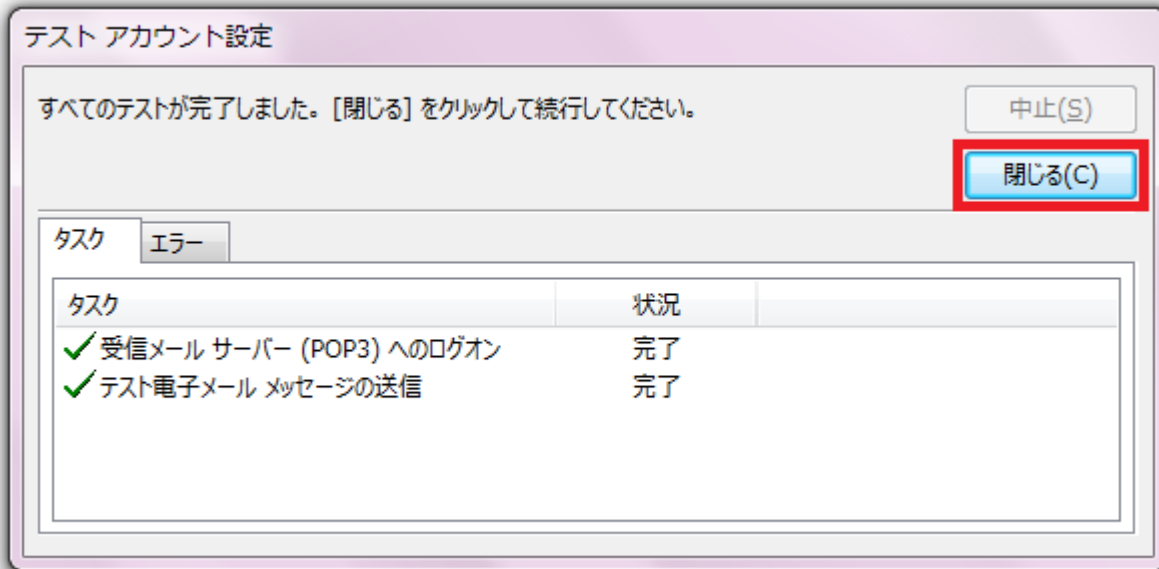 テスト アカウント設定
すべてのテストが完了しました。[閉じる] をクリックして続行してください。
中止(S)
閉じる(C)
タスク エラー
タスク 状況
受信メール サーバー (POP3) へのログオン 完了
テスト電子メール メッセージの送信 完了